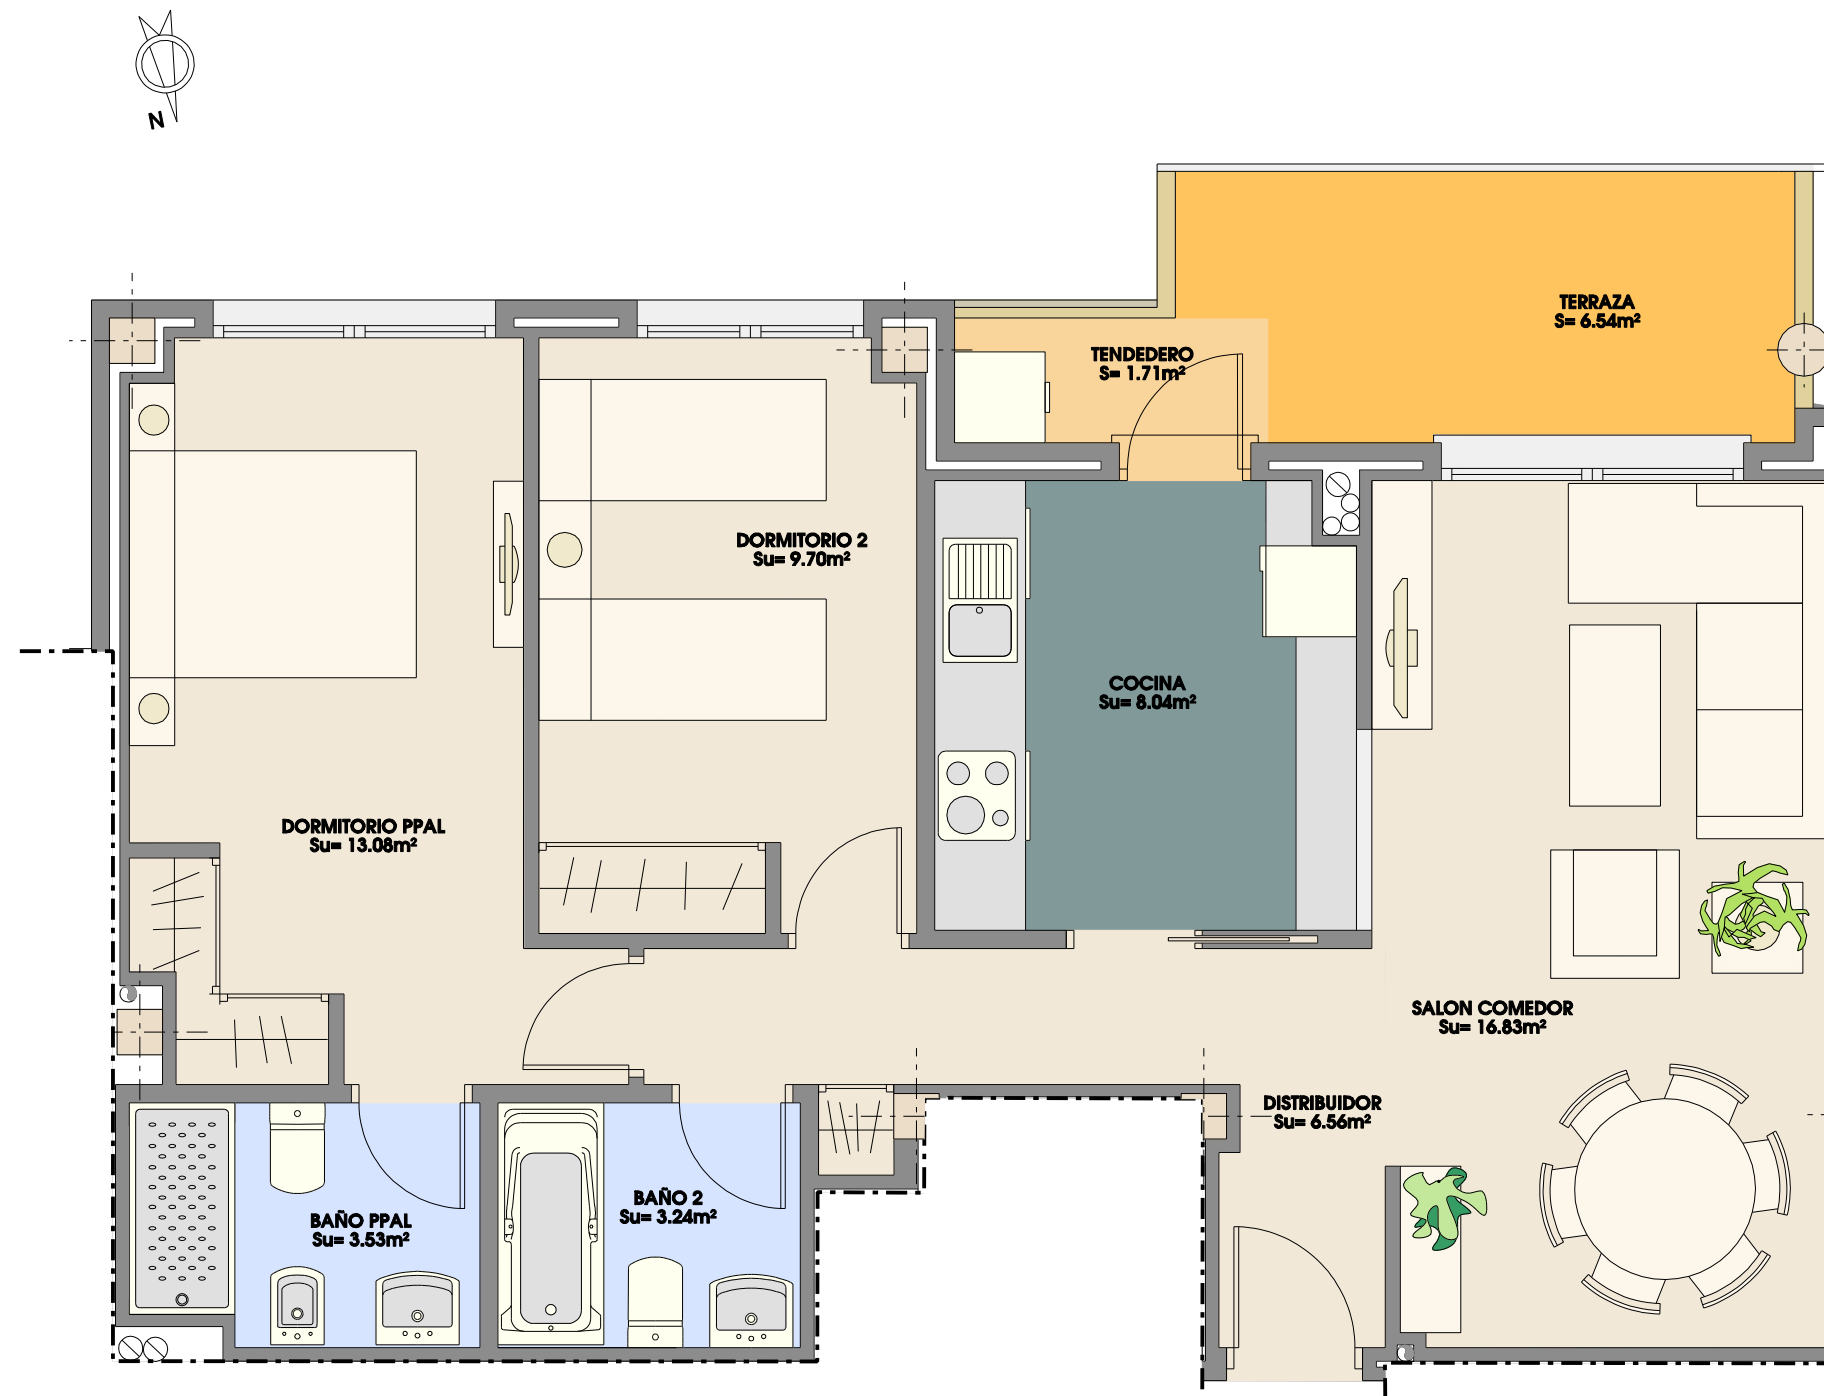 N
TERRAZA
S= 6.54m²
TENDEDERO
S= 1.71m²
DORMITORIO 2
Su= 9.70m²
COCINA
Su= 8.04m²
DORMITORIO PPAL
Su= 13.08m²
SALON COMEDOR
Su= 16.83m²
DISTRIBUIDOR
Su= 6.56m²
BAÑO 2
Su= 3.24m²
BAÑO PPAL
Su= 3.53m²